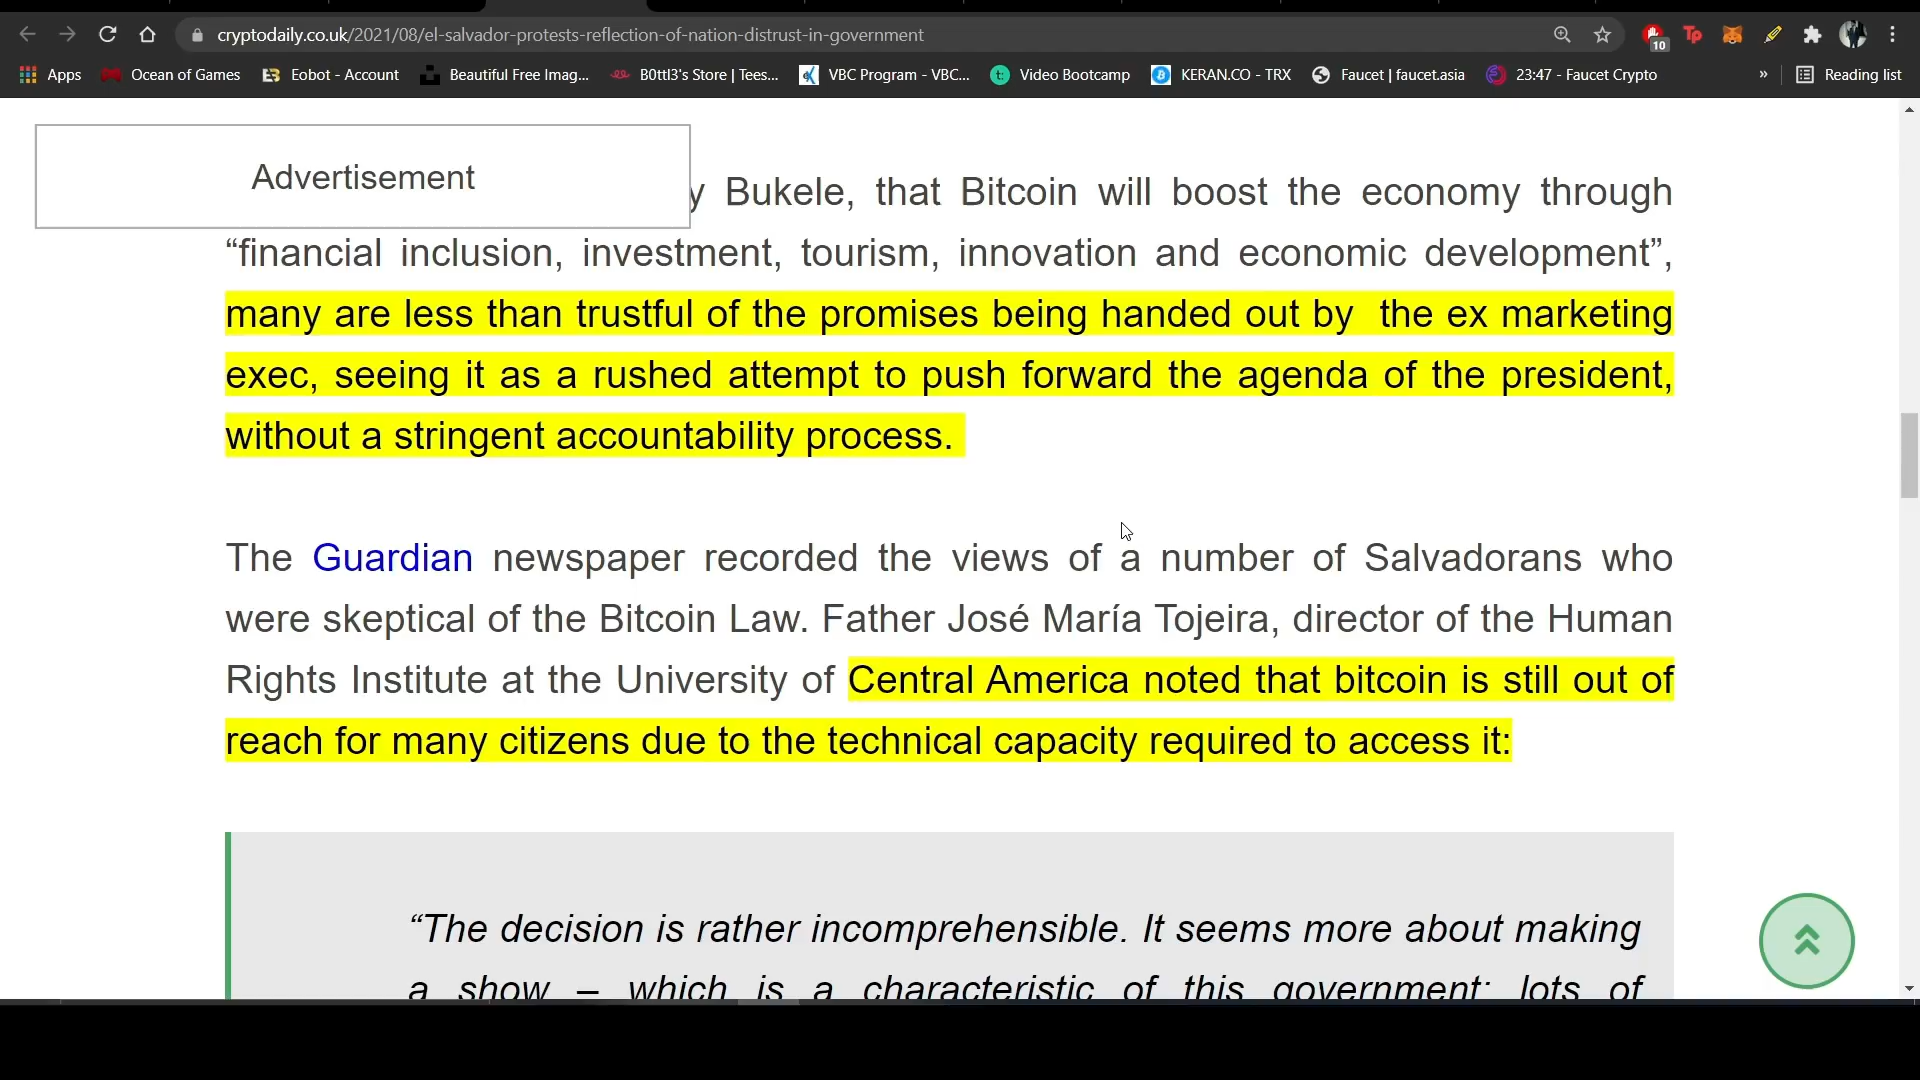 cryptodaily.co.uk/2021/08/el-salvador-protests-reflection-of-nation-distrust-in-government
10
Tp
Apps
Ocean of Games
Eobot - Account
Beautiful Free Imag...
B0ttl3's Store | Tees...
VBC Program - VBC...
Video Bootcamp
KERAN.CO - TRX
Faucet | faucet.asia
23:47 - Faucet Crypto
»
Reading list
Advertisement
y Bukele, that Bitcoin will boost the economy through
“financial inclusion, investment, tourism, innovation and economic development”,
many are less than trustful of the promises being handed out by the ex marketing
exec, seeing it as a rushed attempt to push forward the agenda of the president,
without a stringent accountability process.
The Guardian newspaper recorded the views of a number of Salvadorans who
were skeptical of the Bitcoin Law. Father José María Tojeira, director of the Human
Rights Institute at the University of Central America noted that bitcoin is still out of
reach for many citizens due to the technical capacity required to access it:
“The decision is rather incomprehensible. It seems more about making
a show – which is a characteristic of this government: lots of